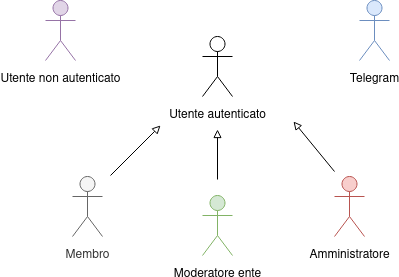 Utente non autenticato
Telegram
Utente autenticato
Membro
Amministratore
Moderatore ente